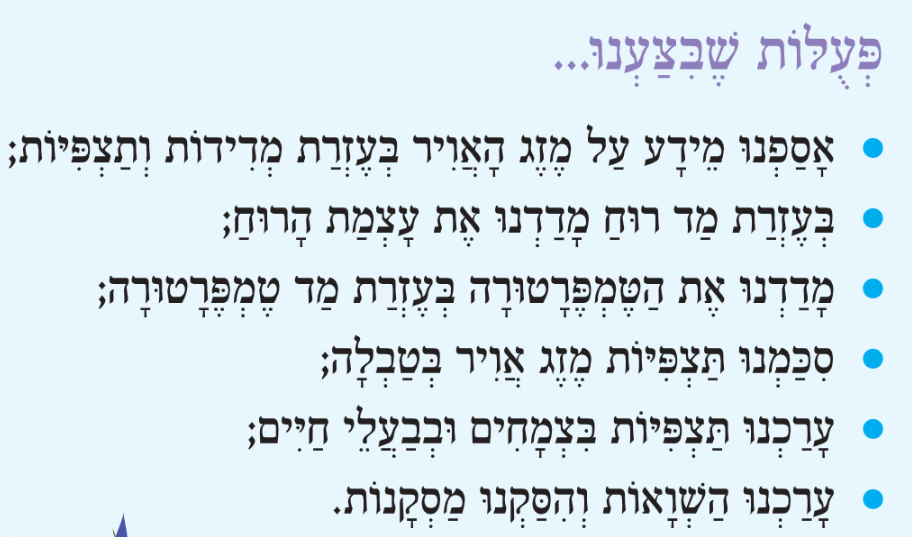 פְּעֻלּוֹת שֶׁבִּצַּעְנוּ...
• אָסַפְנוּ מֵידָע עַל מֶזֶג הָאֲוִיר בְּעֶזְרַת מְדִידוֹת וְתַצְפִּיּוֹת;
• בְּעֶזְרַת מַד רוּחַ מָדַדְנוּ אֶת עָצְמַת הָרוּחַ;
• מָדַדְנוּ אֶת הַטֶּמְפֶּרָטוּרָה בְּעֶזְרַת מַד טֶמְפֶּרָטוּרָה;
• סִכַּמְנוּ תַּצְפִּיּוֹת מֶזֶג אֲוִיר בְּטַבְלָה;
• עָרַכְנוּ תַּצְפִּיּוֹת בִּצְמָחִים וּבְבַעֲלֵי חַיִּים;
• עָרַכְנוּ הַשְׁוָאוֹת וְהִסַּקְנוּ מַסְקָנוֹת.